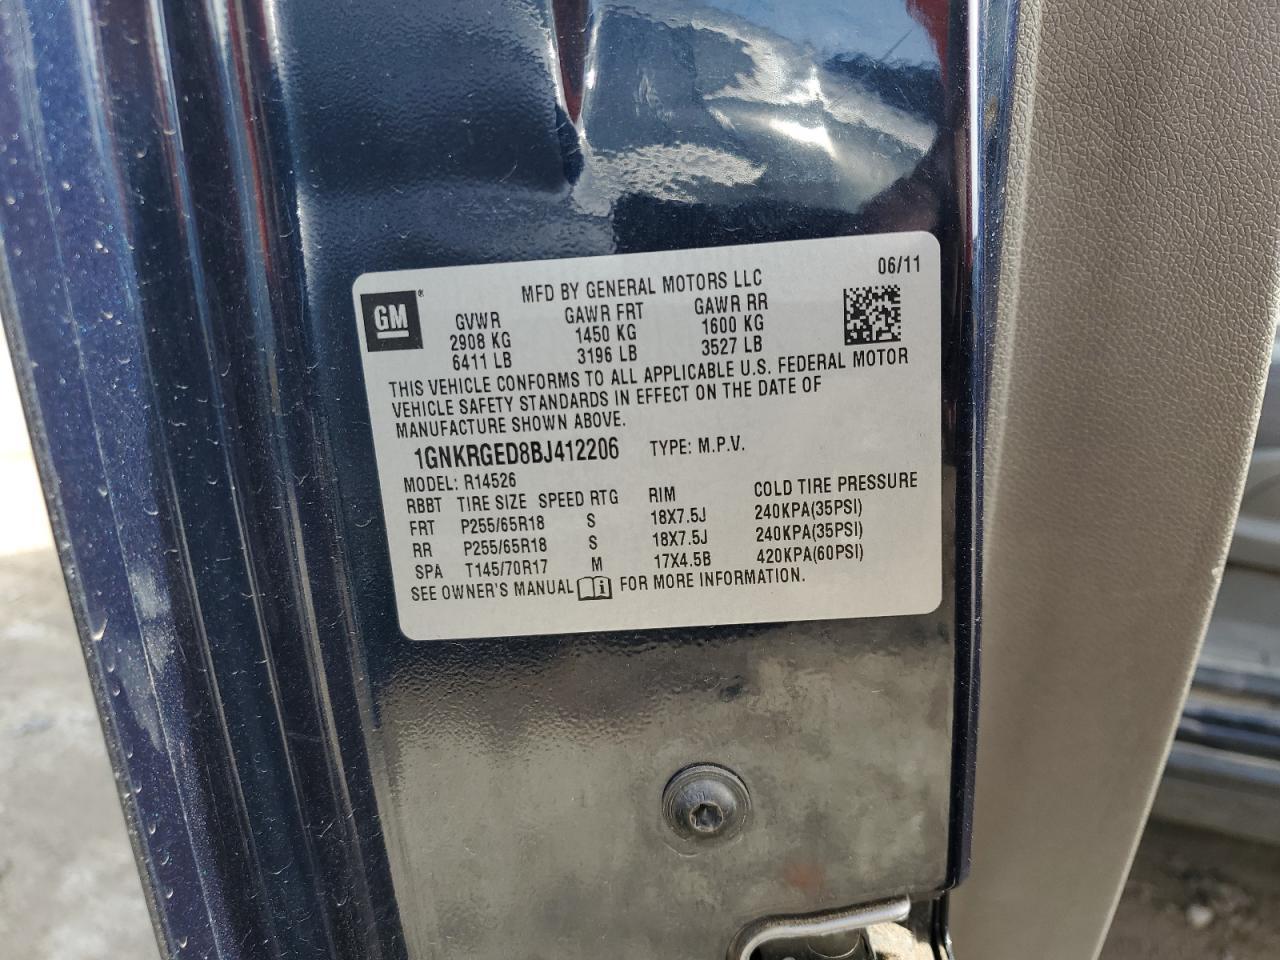 06/11
MFD BY GENERAL MOTORS LLC
GM®
GVWR GAWR FRT GAWR RR
2908 KG 1450 KG 1600 KG
6411 LB 3196 LB 3527 LB
THIS VEHICLE CONFORMS TO ALL APPLICABLE U.S. FEDERAL MOTOR
VEHICLE SAFETY STANDARDS IN EFFECT ON THE DATE OF
MANUFACTURE SHOWN ABOVE.
1GNKRGED8BJ412206 TYPE: M.P.V.
MODEL: R14526
RBBT TIRE SIZE SPEED RTG RIM COLD TIRE PRESSURE
FRT P255/65R18 S 18X7.5J 240KPA(35PSI)
RR P255/65R18 S 18X7.5J 240KPA(35PSI)
SPA T145/70R17 M 17X4.5B 420KPA(60PSI)
SEE OWNER'S MANUAL i FOR MORE INFORMATION.